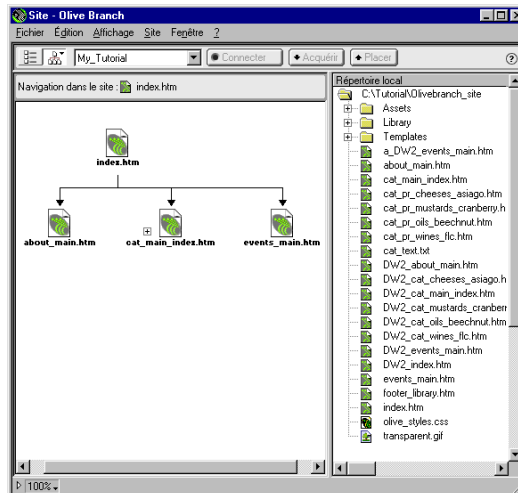 Site - Olive Branch
Fichier Édition Affichage Site Fenêtre ?
My_Tutorial Connecter Acquérir Placer ?
Navigation dans le site : index.htm
index.htm
about_main.htm cat_main_index.htm events_main.htm
Répertoire local
C:\Tutorial\Olivebranch_site
Assets
Library
Templates
a_DW2_events_main.htm
about_main.htm
cat_main_index.htm
cat_pr_cheeses_asiago.htm
cat_pr_mustards_cranberry.h
cat_pr_oils_beechnut.htm
cat_pr_wines_flc.htm
cat_text.txt
DW2_about_main.htm
DW2_cat_cheeses_asiago.h
DW2_cat_main_index.htm
DW2_cat_mustards_cranberr
DW2_cat_oils_beechnut.htm
DW2_cat_wines_flc.htm
DW2_events_main.htm
DW2_index.htm
events_main.htm
footer_library.htm
index.htm
olive_styles.css
transparent.gif
100%